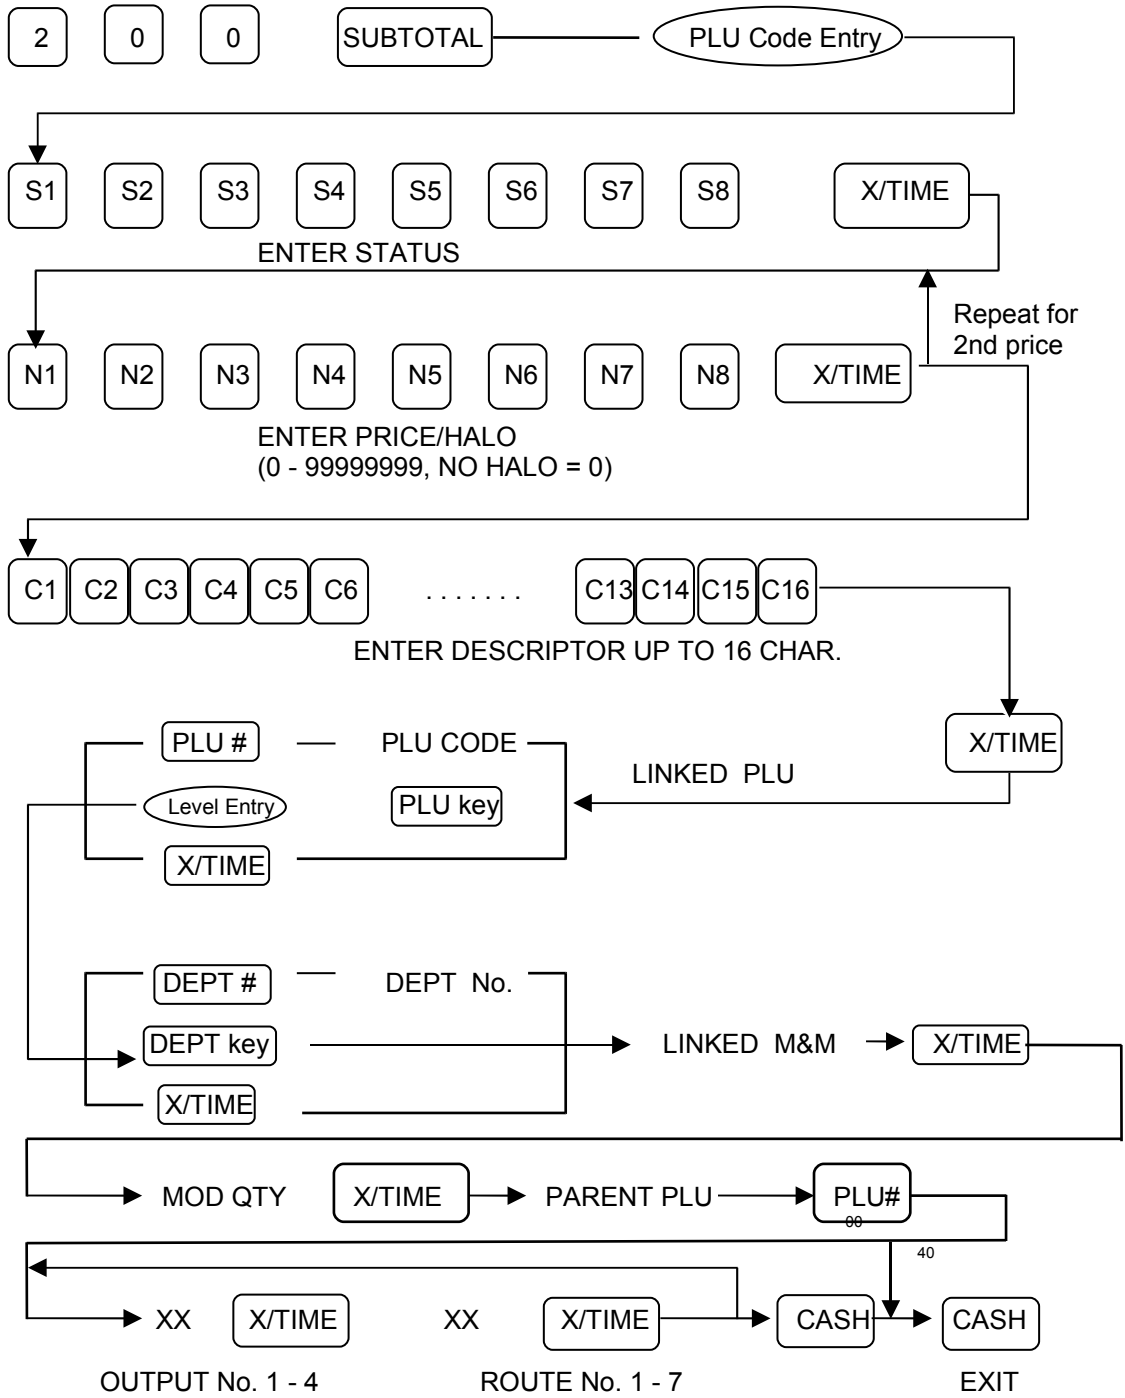 2 0 0 SUBTOTAL PLU Code Entry
S1 S2 S3 S4 S5 S6 S7 S8 X/TIME
ENTER STATUS
Repeat for
2nd price
N1 N2 N3 N4 N5 N6 N7 N8 X/TIME
ENTER PRICE/HALO
(0 - 99999999, NO HALO = 0)
C1 C2 C3 C4 C5 C6 . . . . . . . C13 C14 C15 C16
ENTER DESCRIPTOR UP TO 16 CHAR.
PLU # PLU CODE X/TIME
LINKED PLU
Level Entry PLU key
X/TIME
DEPT # DEPT No.
DEPT key LINKED M&M X/TIME
X/TIME
MOD QTY X/TIME PARENT PLU PLU#
00
40
XX X/TIME XX X/TIME CASH CASH
OUTPUT No. 1 - 4 ROUTE No. 1 - 7 EXIT